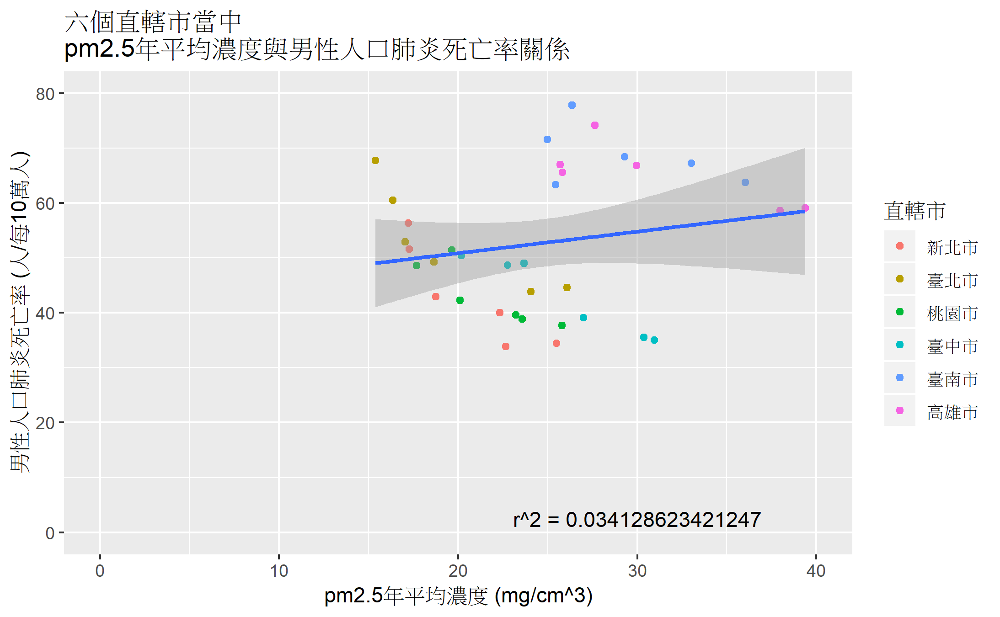 六個直轄市當中
pm2.5年平均濃度與男性人口肺炎死亡率關係
男性人口肺炎死亡率 (人/每10萬人)
80
60
40
20
0
r^2 = 0.034128623421247
0
10
20
30
40
pm2.5年平均濃度 (mg/cm^3)
直轄市
新北市
臺北市
桃園市
臺中市
臺南市
高雄市